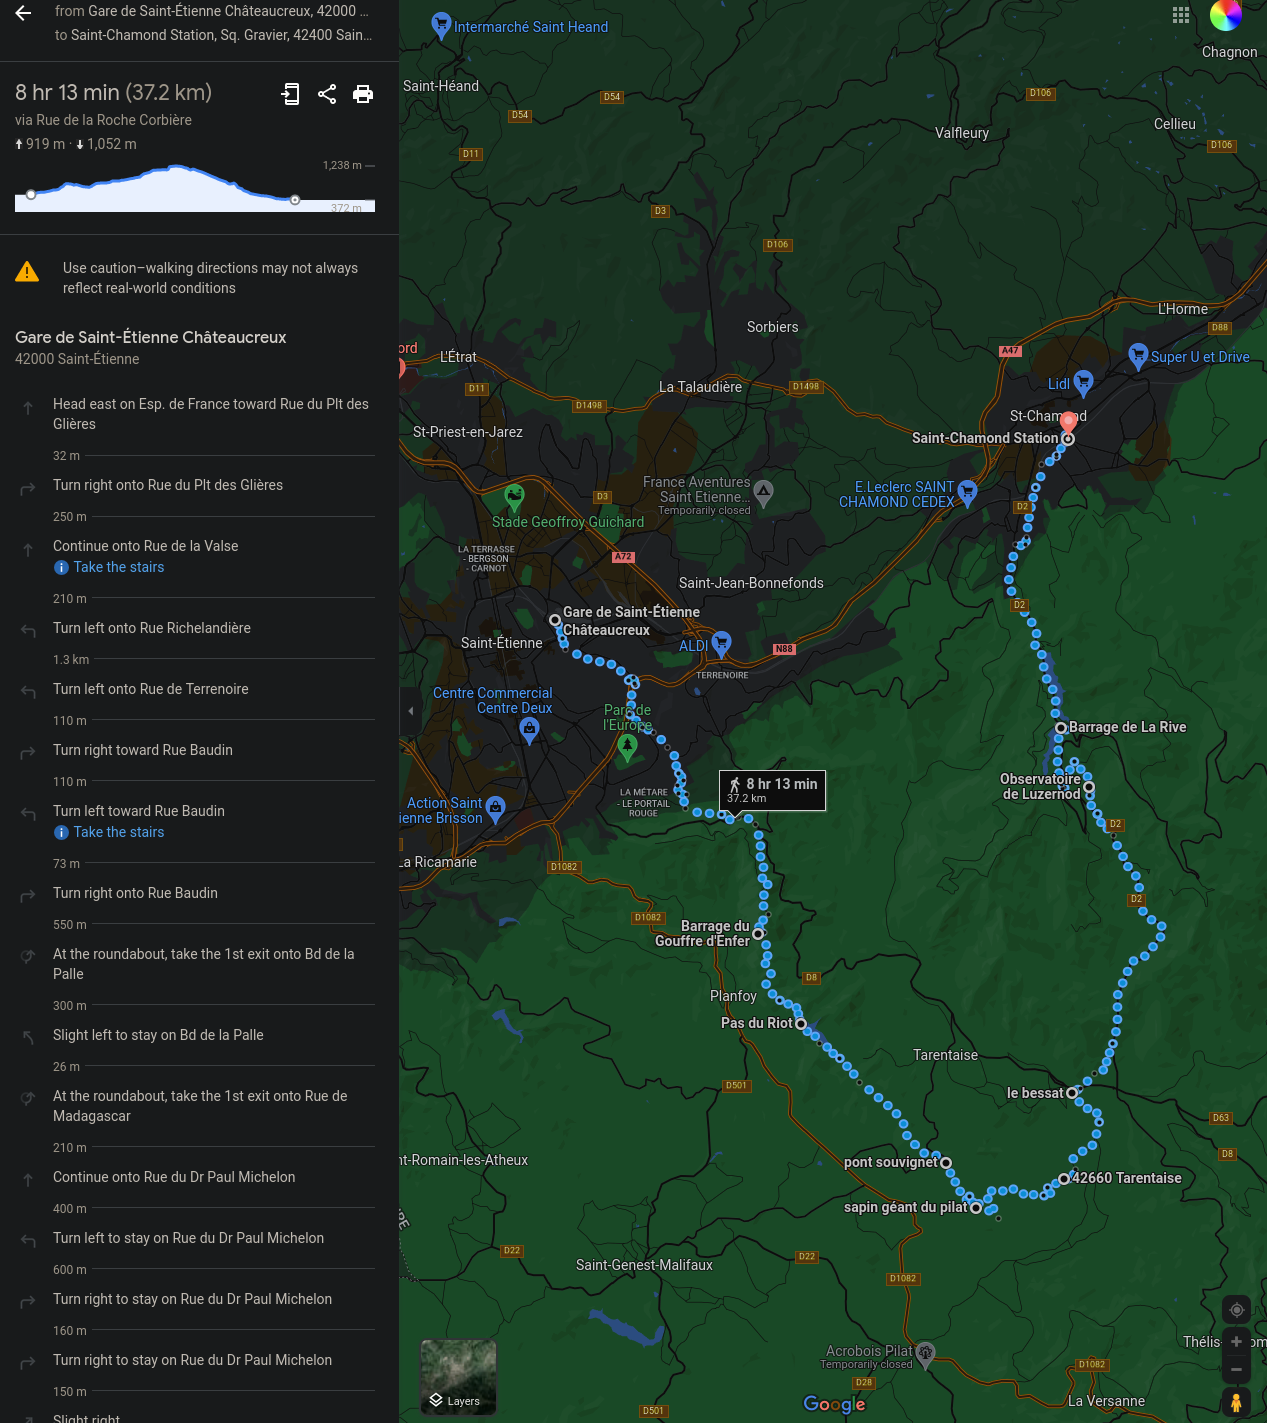 from Gare de Saint-Étienne Châteaucreux, 42000 ...
to Saint-Chamond Station, Sq. Gravier, 42400 Sain...
8 hr 13 min (37.2 km)
via Rue de la Roche Corbière
919 m · 1,052 m
1,238 m
372 m
Use caution–walking directions may not always
reflect real-world conditions
Gare de Saint-Étienne Châteaucreux
42000 Saint-Étienne
Head east on Esp. de France toward Rue du Plt des
Glières
32 m
Turn right onto Rue du Plt des Glières
250 m
Continue onto Rue de la Valse
Take the stairs
210 m
Turn left onto Rue Richelandière
1.3 km
Turn left onto Rue de Terrenoire
110 m
Turn right toward Rue Baudin
110 m
Turn left toward Rue Baudin
Take the stairs
73 m
Turn right onto Rue Baudin
550 m
At the roundabout, take the 1st exit onto Bd de la
Palle
300 m
Slight left to stay on Bd de la Palle
26 m
At the roundabout, take the 1st exit onto Rue de
Madagascar
210 m
Continue onto Rue du Dr Paul Michelon
400 m
Turn left to stay on Rue du Dr Paul Michelon
600 m
Turn right to stay on Rue du Dr Paul Michelon
160 m
Turn right to stay on Rue du Dr Paul Michelon
150 m
Slight right
Intermarché Saint Heand
Chagnon
Saint-Héand
D54
D106
D54
Valfleury
Cellieu
D11
D106
D3
D106
L'Horme
Sorbiers
D88
ord
L'Étrat
A47
Super U et Drive
Lidl
La Talaudière
D1498
D11
D1498
St-Chamond
St-Priest-en-Jarez
Saint-Chamond Station
France Aventures
Saint Etienne...
Temporarily closed
E.Leclerc SAINT
CHAMOND CEDEX
D3
D2
Stade Geoffroy Guichard
LA TERRASSE
- BERGSON
- CARNOT
A72
Saint-Jean-Bonnefonds
D2
Gare de Saint-Étienne
Châteaucreux
Saint-Étienne
ALDI
N88
TERRENOIRE
Centre Commercial
Centre Deux
Parc de
l'Europe
Barrage de La Rive
Observatoire
de Luzernod
8 hr 13 min
37.2 km
LA MÉTARE
- LE PORTAIL
ROUGE
Action Saint
ienne Brisson
D2
La Ricamarie
D1082
D2
D1082
Barrage du
Gouffre d'Enfer
D8
Planfoy
Pas du Riot
Tarentaise
D501
le bessat
D63
D8
nt-Romain-les-Atheux
pont souvignet
42660 Tarentaise
sapin géant du pilat
D22
D22
Saint-Genest-Malifaux
D1082
Thélis-
om
Acrobois Pilat
Temporarily closed
D1082
D28
Layers
Google
La Versanne
D501